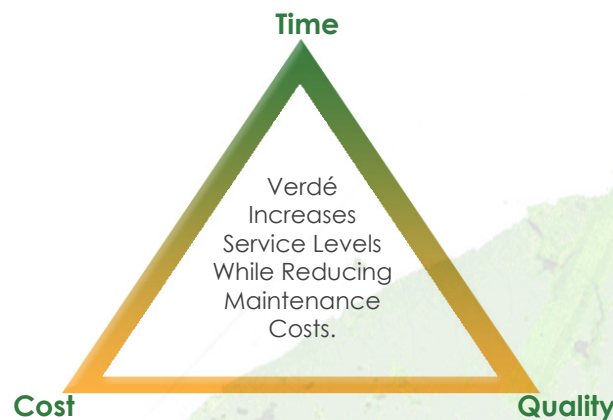 Time
Verdé
Increases
Service Levels
While Reducing
Maintenance
Costs.
Cost
Quality